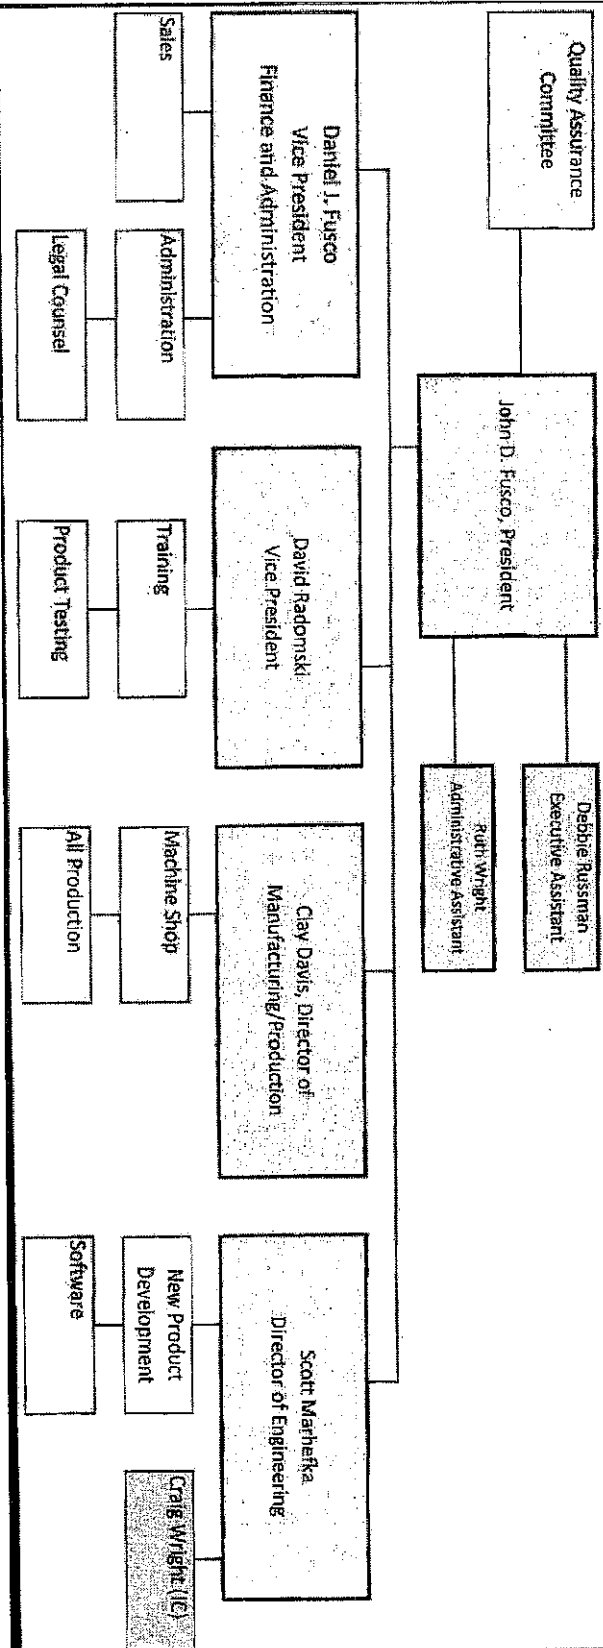 Quality Assurance
Committee
John D. Fusco, President
Debbie Russman
Executive Assistant
Ruth Wright
Administrative Assistant
Daniel J. Fusco
Vice President
Finance and Administration
Sales
Administration
Legal Counsel
David Radomski
Vice President
Training
Product Testing
Clay Davis, Director of
Manufacturing/Production
Machine Shop
All Production
Scott Marhefka
Director of Engineering
New Product
Development
Software
Craig Wright (IC)